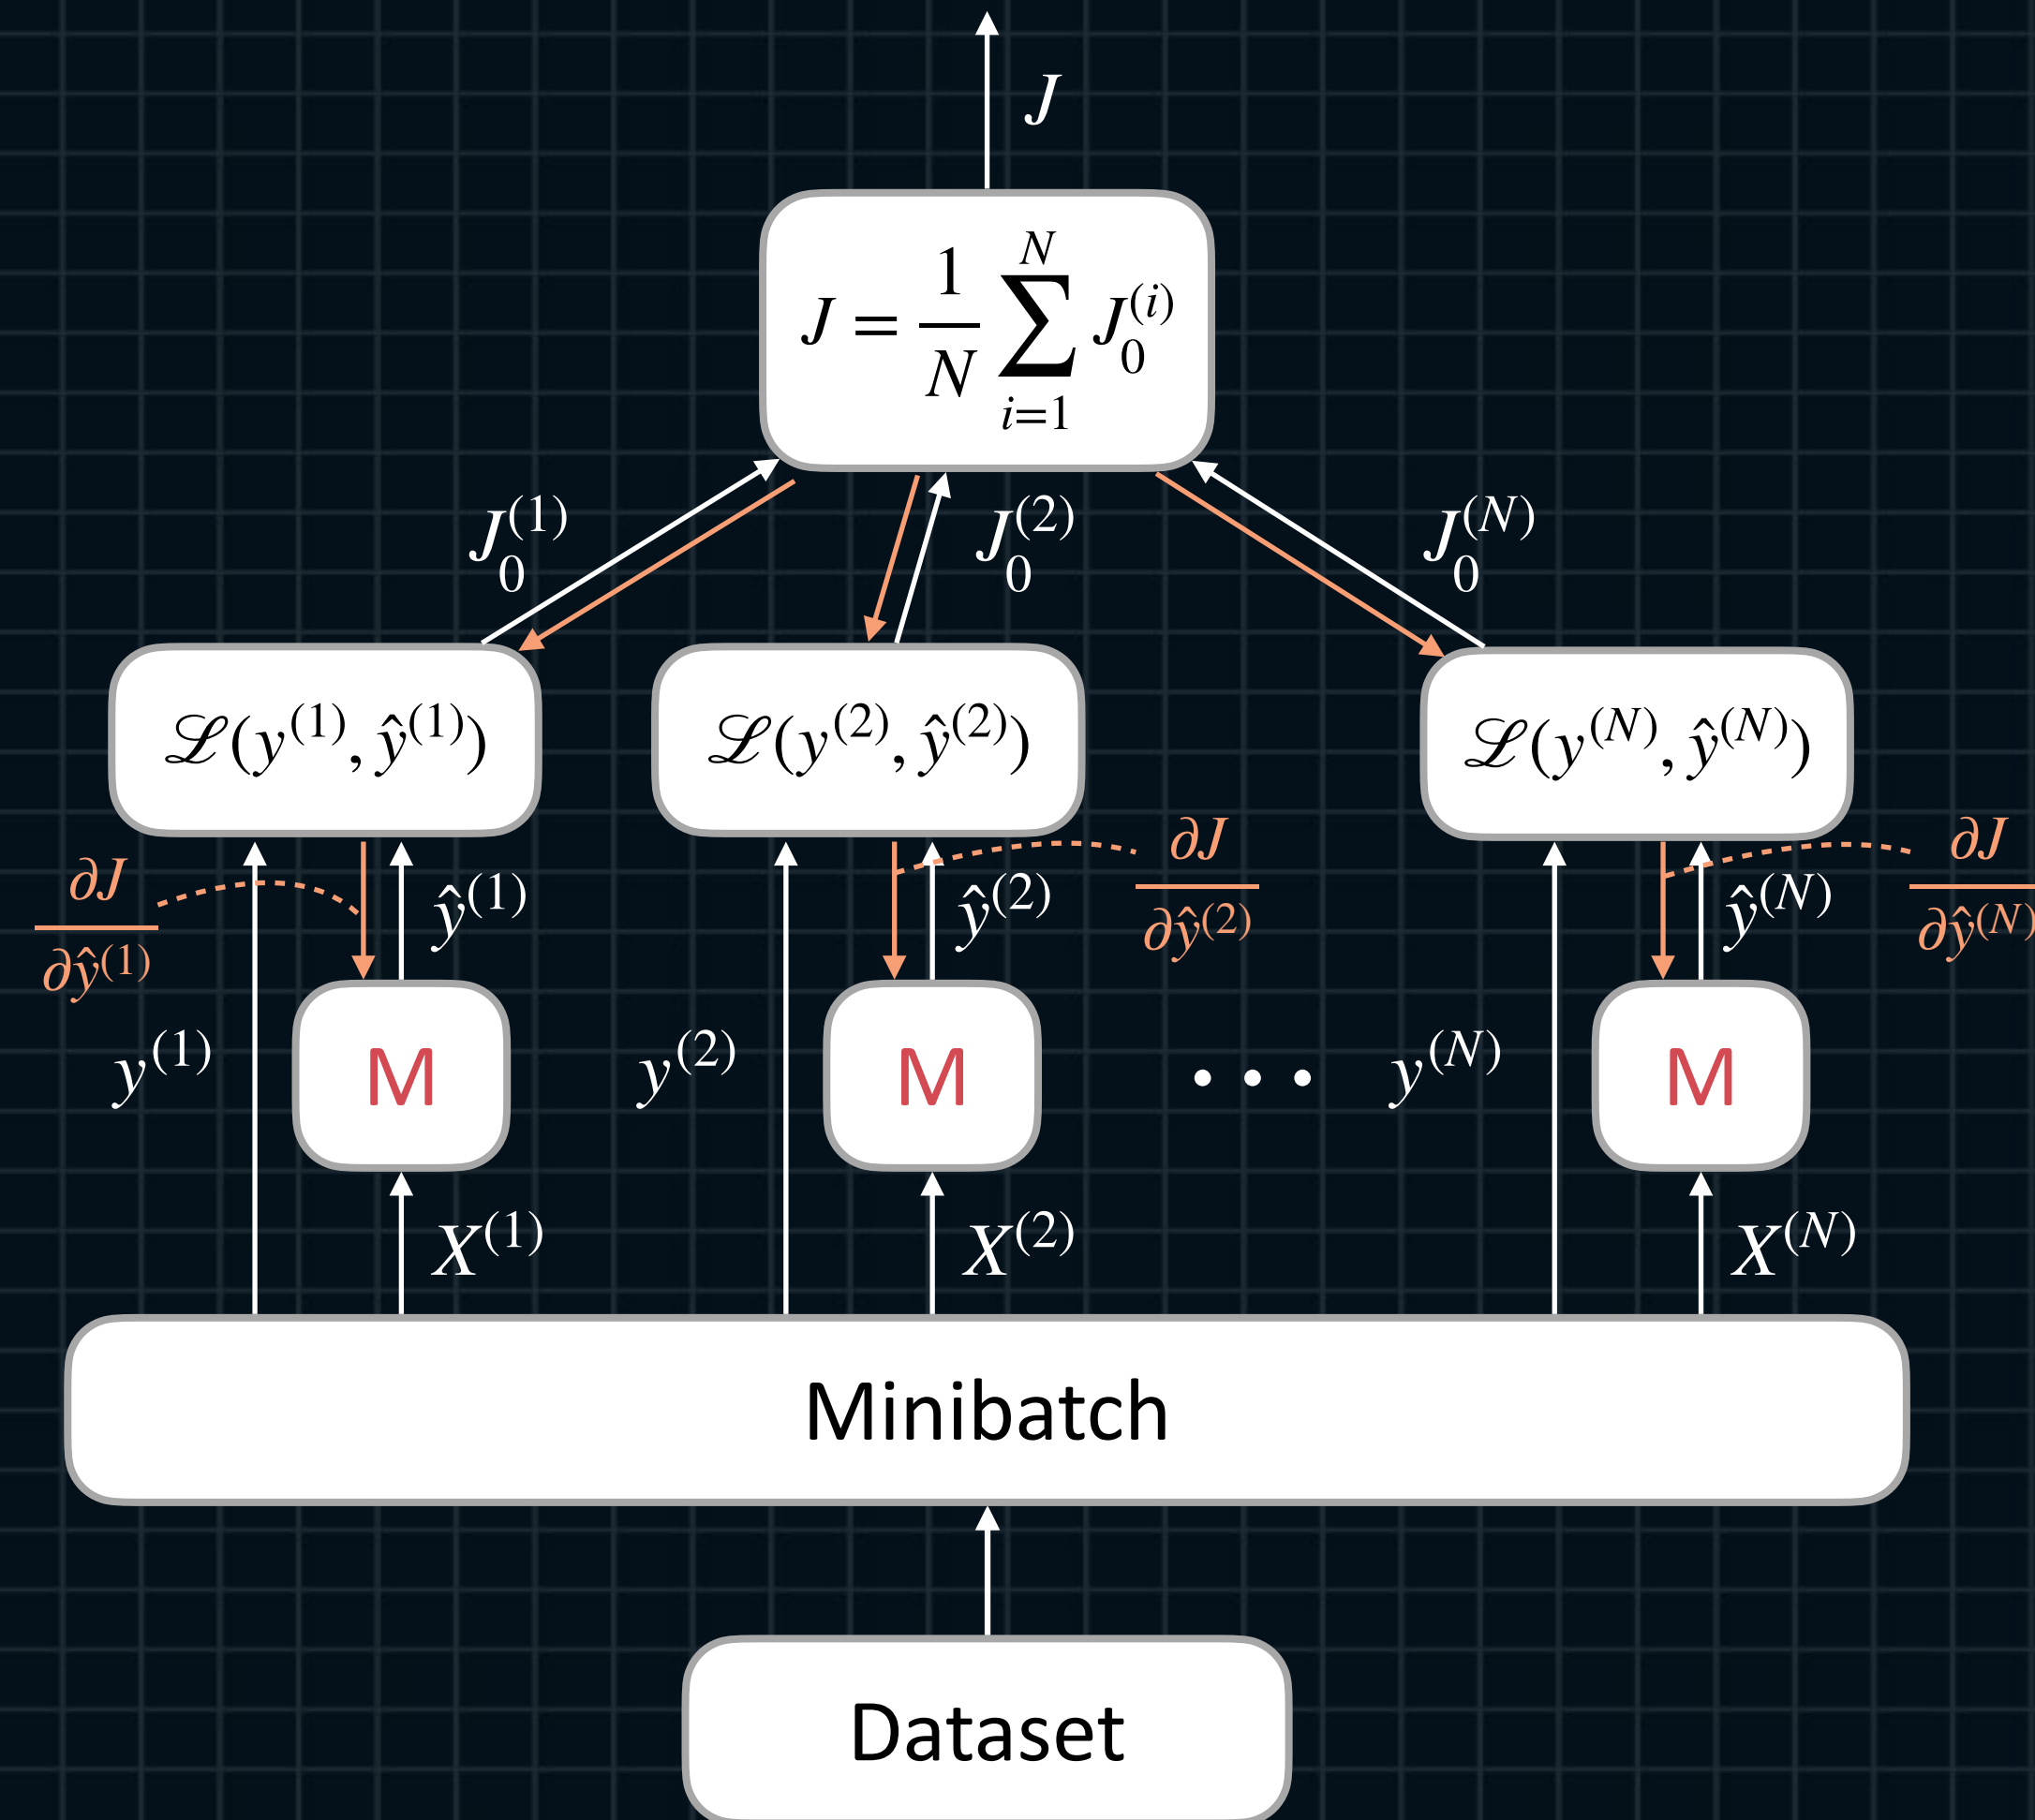 J
J = 1/N ∑_{i=1}^{N} J_0^{(i)}
J_0^{(1)} J_0^{(2)} J_0^{(N)}
ℒ(y^{(1)}, ŷ^{(1)}) ℒ(y^{(2)}, ŷ^{(2)}) ℒ(y^{(N)}, ŷ^{(N)})
∂J/∂ŷ^{(1)} ŷ^{(1)} ŷ^{(2)} ∂J/∂ŷ^{(2)} ŷ^{(N)} ∂J/∂ŷ^{(N)}
y^{(1)} M y^{(2)} M • • • y^{(N)} M
X^{(1)} X^{(2)} X^{(N)}
Minibatch
Dataset